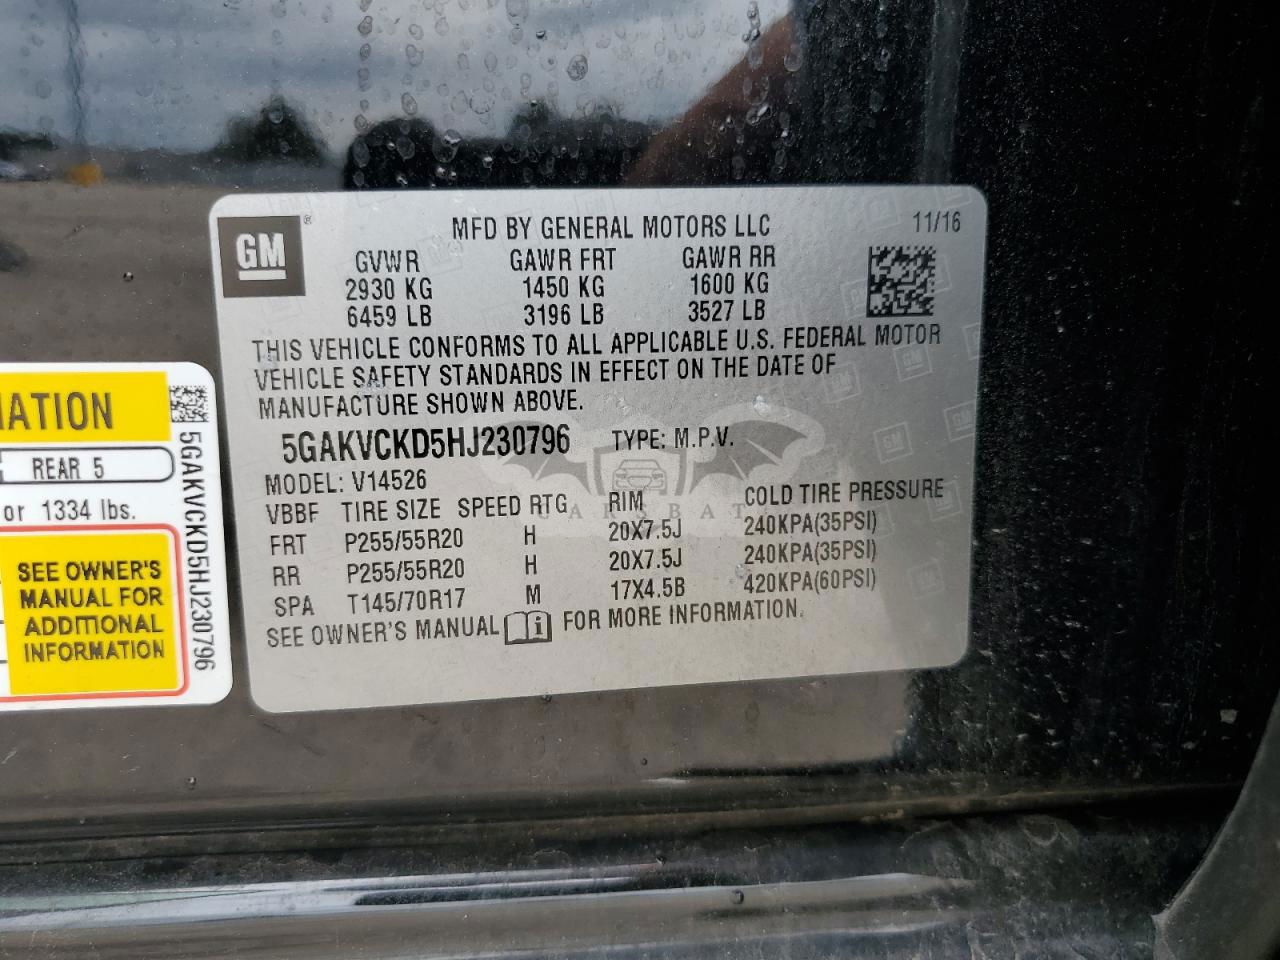 GM ®
MFD BY GENERAL MOTORS LLC 11/16
GVWR GAWR FRT GAWR RR
2930 KG 1450 KG 1600 KG
6459 LB 3196 LB 3527 LB
THIS VEHICLE CONFORMS TO ALL APPLICABLE U.S. FEDERAL MOTOR
VEHICLE SAFETY STANDARDS IN EFFECT ON THE DATE OF
MANUFACTURE SHOWN ABOVE.
5GAKVCKD5HJ230796 TYPE: M.P.V.
MODEL: V14526
VBBF TIRE SIZE SPEED RTG RIM COLD TIRE PRESSURE
FRT P255/55R20 H 20X7.5J 240KPA(35PSI)
RR P255/55R20 H 20X7.5J 240KPA(35PSI)
SPA T145/70R17 M 17X4.5B 420KPA(60PSI)
SEE OWNER'S MANUAL i FOR MORE INFORMATION.
CARSBAT
MATION
REAR 5
or 1334 lbs.
SEE OWNER'S
MANUAL FOR
ADDITIONAL
INFORMATION
5GAKVCKD5HJ230796